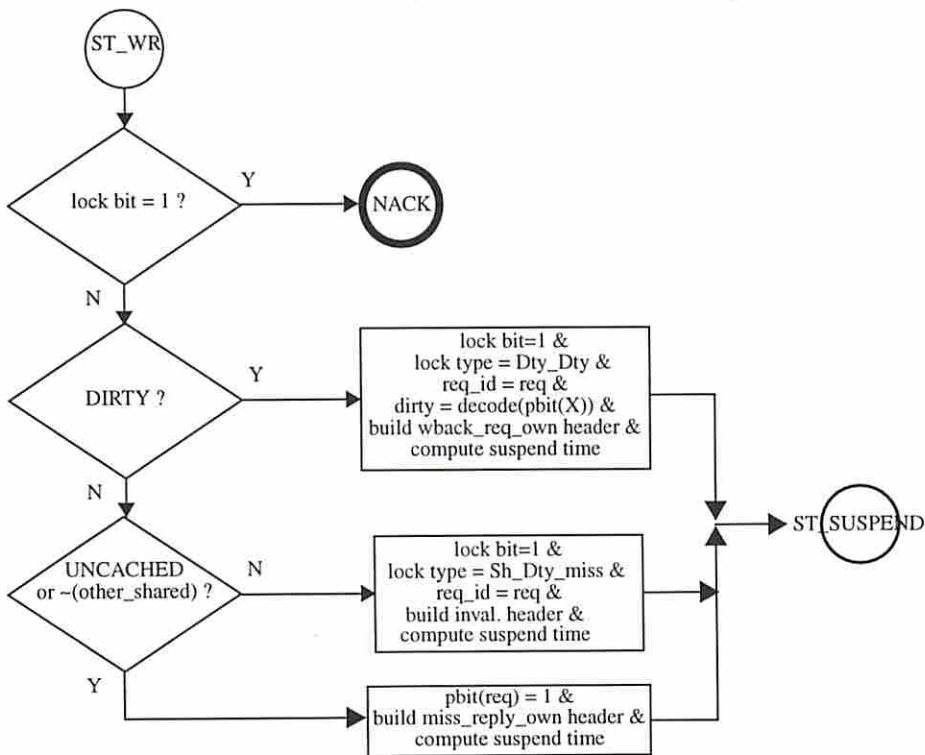 ST_WR
lock bit = 1 ?
Y
NACK
N
DIRTY ?
Y
lock bit=1 &
lock type = Dty_Dty &
req_id = req &
dirty = decode(pbit(X)) &
build wback_req_own header &
compute suspend time
N
ST_SUSPEND
UNCACHED
or ~(other_shared) ?
N
lock bit=1 &
lock type = Sh_Dty_miss &
req_id = req &
build inval. header &
compute suspend time
Y
pbit(req) = 1 &
build miss_reply_own header &
compute suspend time